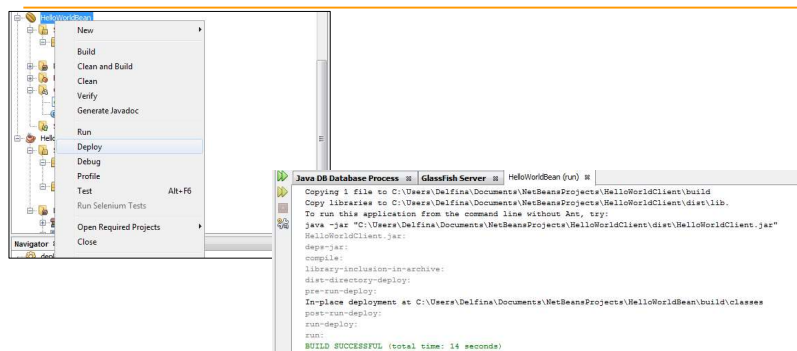 HelloWorldBean
New
Build
Clean and Build
Clean
Verify
Generate Javadoc
Run
Deploy
Debug
Profile
Test Alt+F6
Run Selenium Tests
Open Required Projects
Close
Navigator
Java DB Database Process GlassFish Server HelloWorldBean (run)
Copying 1 file to C:\Users\Delfina\Documents\NetBeansProjects\HelloWorldClient\build
Copy libraries to C:\Users\Delfina\Documents\NetBeansProjects\HelloWorldClient\dist\lib.
To run this application from the command line without Ant, try:
java -jar "C:\Users\Delfina\Documents\NetBeansProjects\HelloWorldClient\dist\HelloWorldClient.jar"
HelloWorldClient.jar:
deps-jar:
compile:
library-inclusion-in-archive:
dist-directory-deploy:
pre-run-deploy:
In-place deployment at C:\Users\Delfina\Documents\NetBeansProjects\HelloWorldBean\build\classes
post-run-deploy:
run-deploy:
run:
BUILD SUCCESSFUL (total time: 14 seconds)